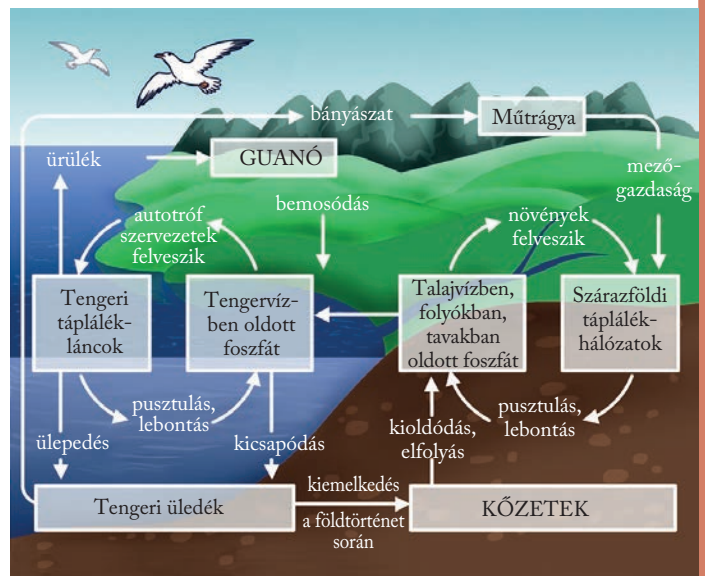 bányászat
Műtrágya
ürülék
GUANÓ
mező-
gazdaság
bemosódás
autotróf
szervezetek
felveszik
növények
felveszik
Tengeri
táplálék-
láncok
Tengervíz-
ben oldott
foszfát
Talajvízben,
folyókban,
tavakban
oldott foszfát
Szárazföldi
táplálék-
hálózatok
pusztulás,
lebontás
pusztulás,
lebontás
ülepedés
kicsapódás
kioldódás,
elfolyás
Tengeri üledék
kiemelkedés
a földtörténet
során
KŐZETEK